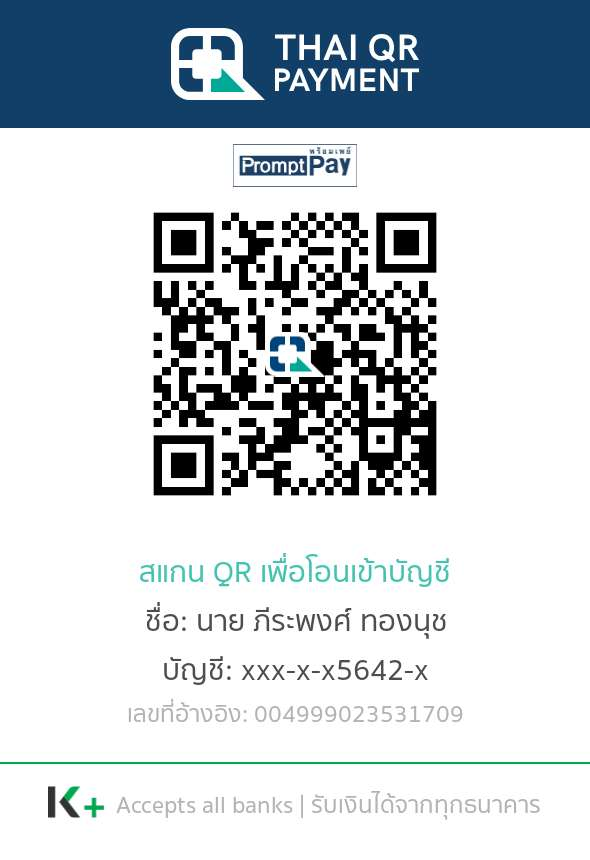 THAI QR
PAYMENT
พร้อมเพย์
PromptPay
สแกน QR เพื่อโอนเข้าบัญชี
ชื่อ: นาย ภีระพงศ์ ทองนุช
บัญชี: xxx-x-x5642-x
เลขที่อ้างอิง: 004999023531709
K+ Accepts all banks | รับเงินได้จากทุกธนาคาร